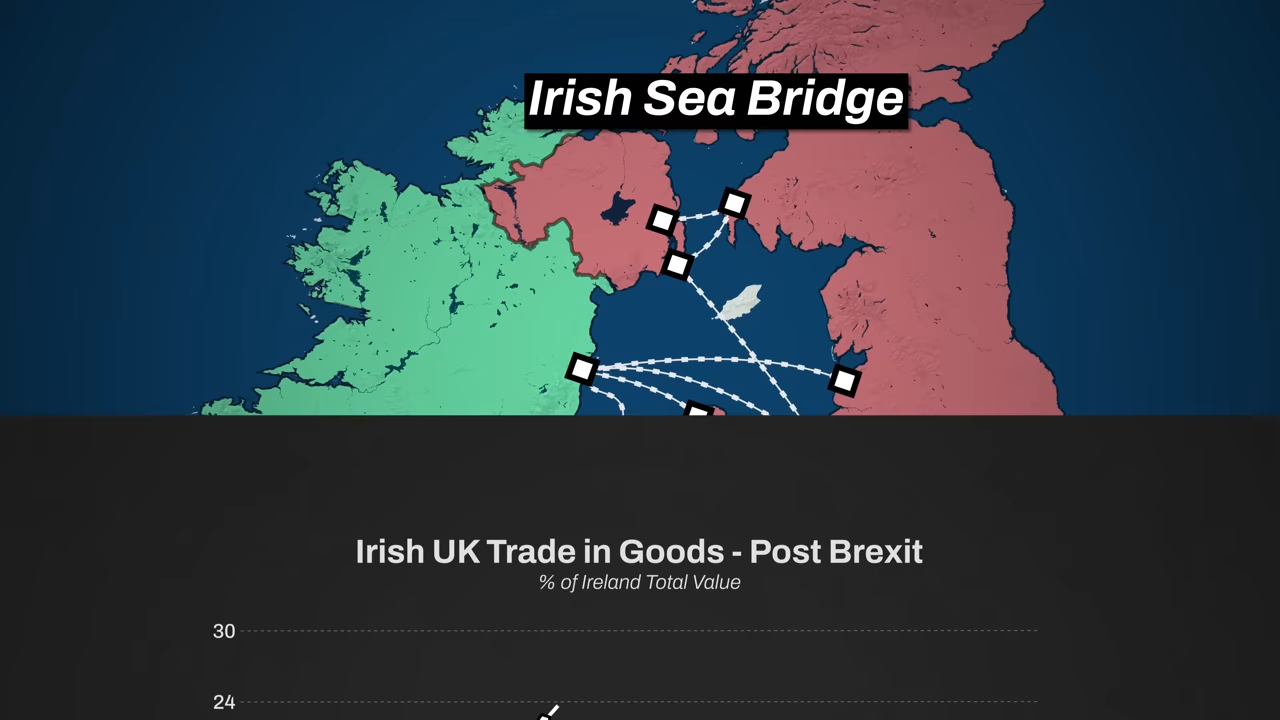 Irish Sea Bridge
Irish UK Trade in Goods - Post Brexit
% of Ireland Total Value
30
24